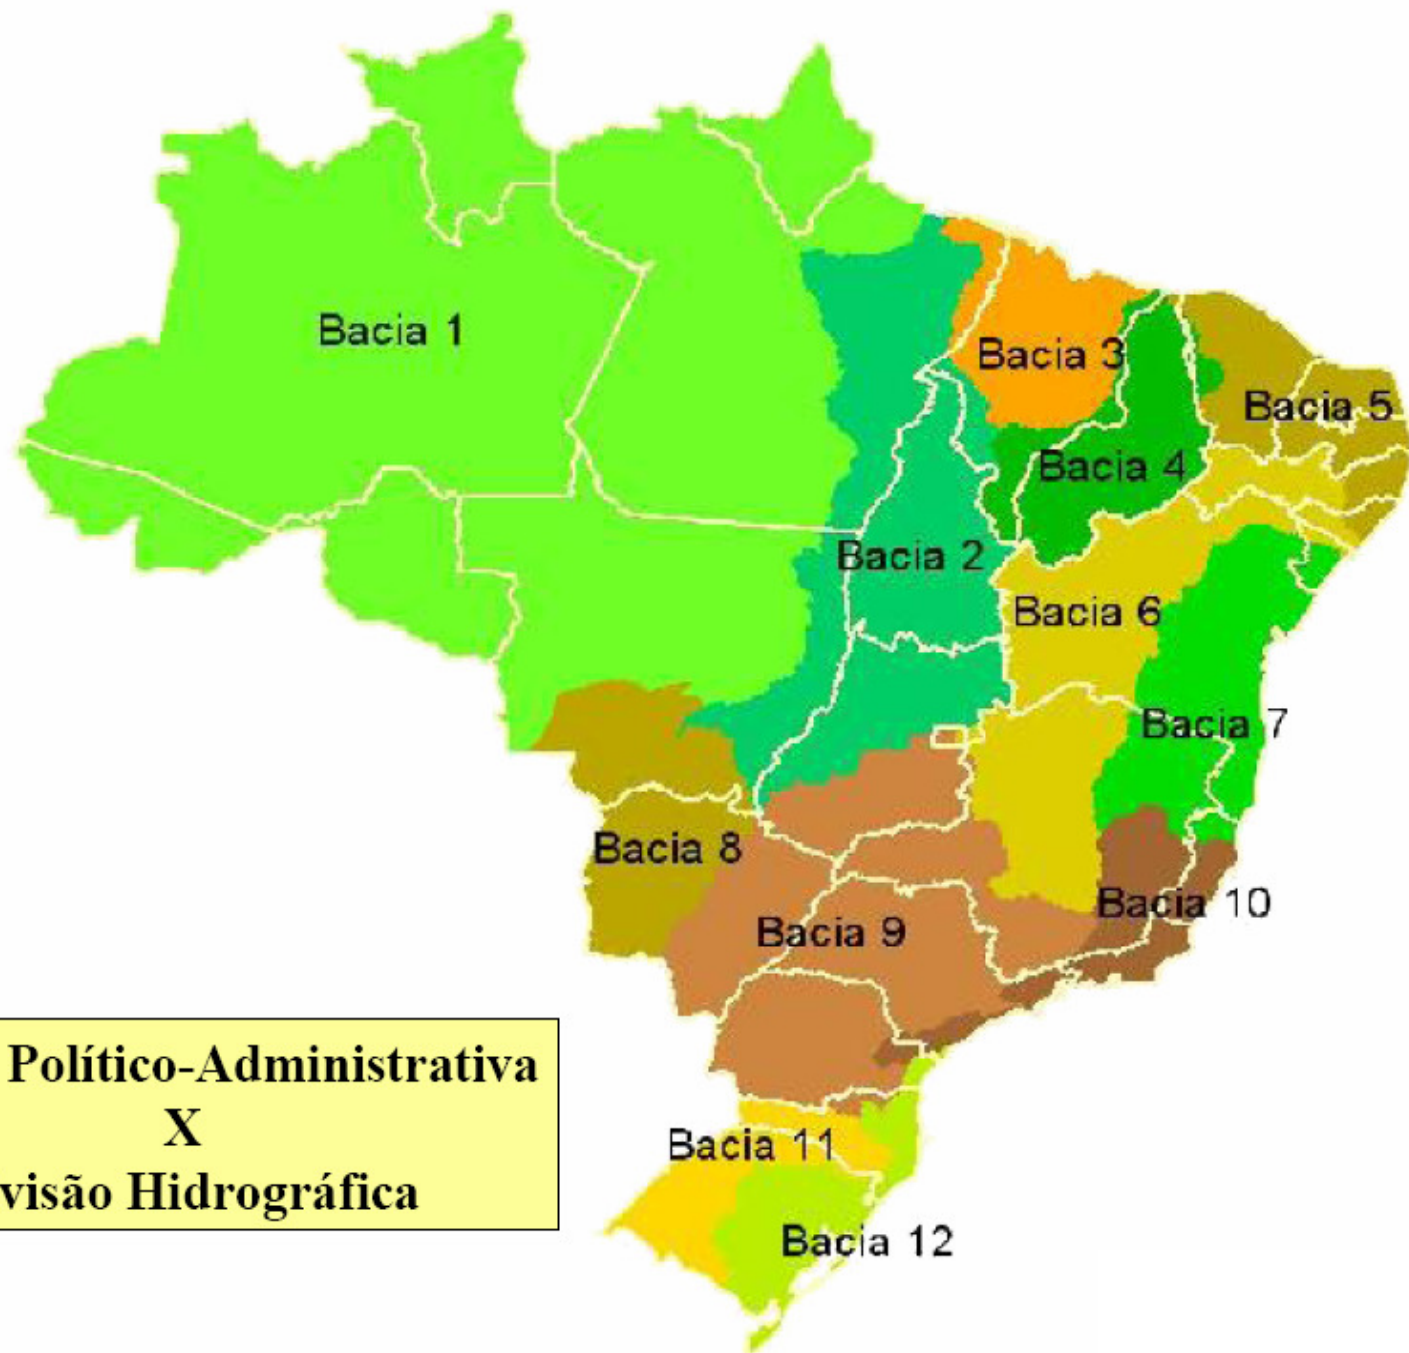 Bacia 1
Bacia 3
Bacia 5
Bacia 4
Bacia 2
Bacia 6
Bacia 7
Bacia 8
Bacia 10
Bacia 9
Político-Administrativa
X
visão Hidrográfica
Bacia 11
Bacia 12